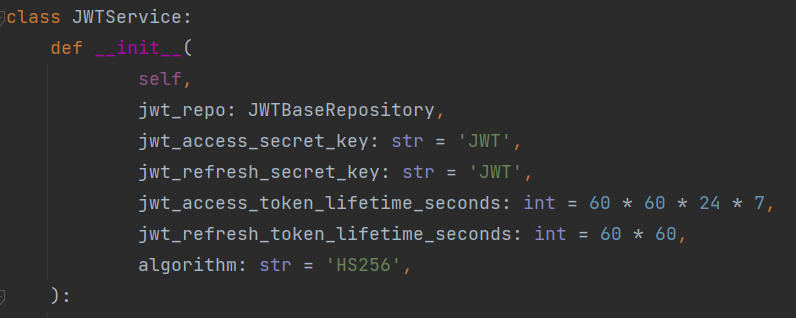 class JWTService:
    def __init__(
            self,
            jwt_repo: JWTBaseRepository,
            jwt_access_secret_key: str = 'JWT',
            jwt_refresh_secret_key: str = 'JWT',
            jwt_access_token_lifetime_seconds: int = 60 * 60 * 24 * 7,
            jwt_refresh_token_lifetime_seconds: int = 60 * 60,
            algorithm: str = 'HS256',
    ):